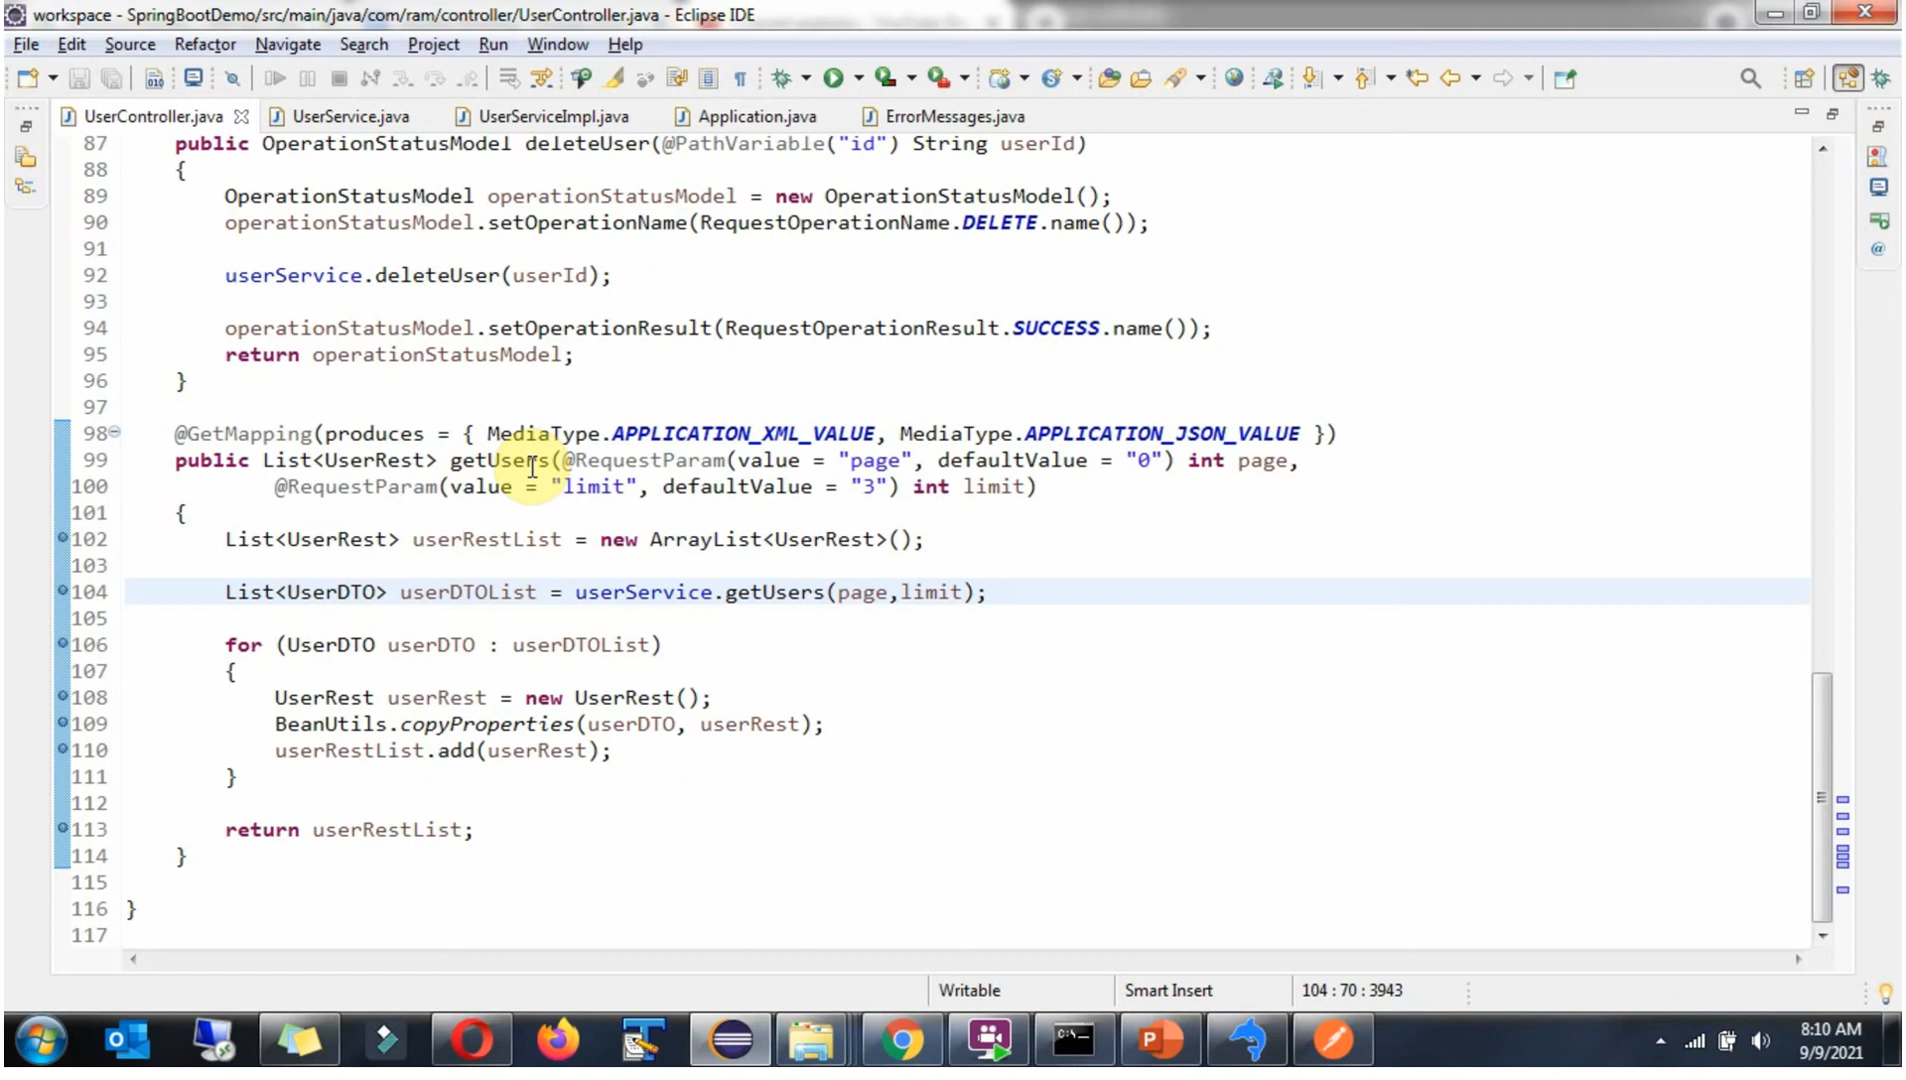 workspace - SpringBootDemo/src/main/java/com/ram/controller/UserController.java - Eclipse IDE
File Edit Source Refactor Navigate Search Project Run Window Help
UserController.java UserService.java UserServiceImpl.java Application.java ErrorMessages.java
87 public OperationStatusModel deleteUser(@PathVariable("id") String userId)
88 {
89 OperationStatusModel operationStatusModel = new OperationStatusModel();
90 operationStatusModel.setOperationName(RequestOperationName.DELETE.name());
91
92 userService.deleteUser(userId);
93
94 operationStatusModel.setOperationResult(RequestOperationResult.SUCCESS.name());
95 return operationStatusModel;
96 }
97
98 @GetMapping(produces = { MediaType.APPLICATION_XML_VALUE, MediaType.APPLICATION_JSON_VALUE })
99 public List<UserRest> getUsers(@RequestParam(value = "page", defaultValue = "0") int page,
100 @RequestParam(value = "limit", defaultValue = "3") int limit)
101 {
102 List<UserRest> userRestList = new ArrayList<UserRest>();
103
104 List<UserDTO> userDTOList = userService.getUsers(page,limit);
105
106 for (UserDTO userDTO : userDTOList)
107 {
108 UserRest userRest = new UserRest();
109 BeanUtils.copyProperties(userDTO, userRest);
110 userRestList.add(userRest);
111 }
112
113 return userRestList;
114 }
115
116 }
117
Writable Smart Insert 104 : 70 : 3943
8:10 AM
9/9/2021